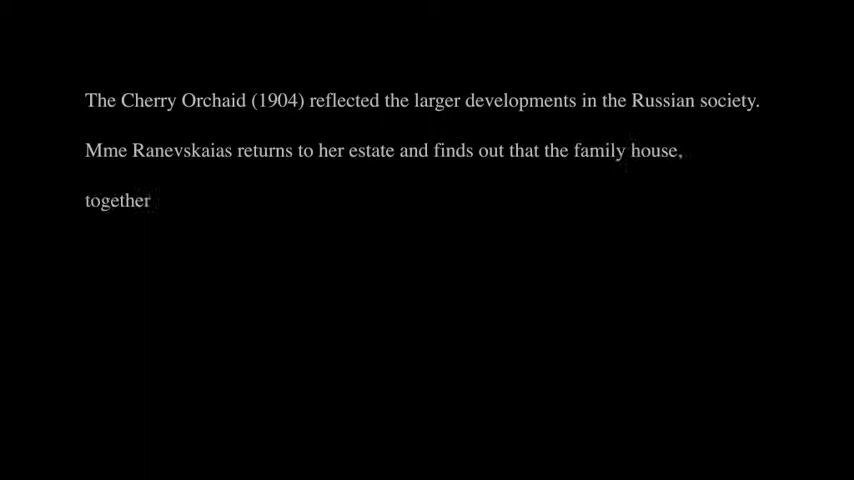 The Cherry Orchaid (1904) reflected the larger developments in the Russian society.
Mme Ranevskaias returns to her estate and finds out that the family house,
together